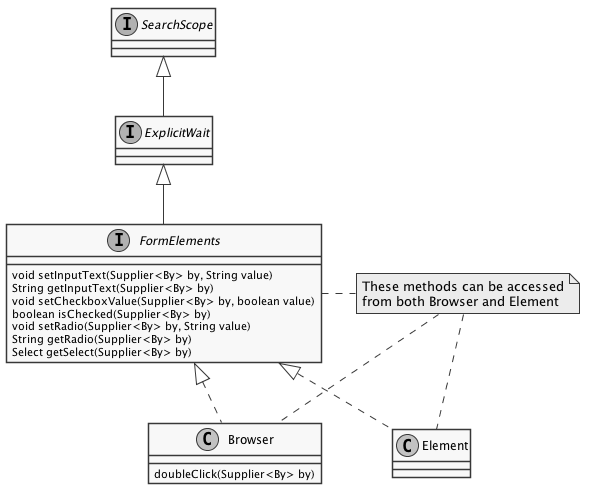 I SearchScope
I ExplicitWait
I FormElements
void setInputText(Supplier<By> by, String value)
String getInputText(Supplier<By> by)
void setCheckboxValue(Supplier<By> by, boolean value)
boolean isChecked(Supplier<By> by)
void setRadio(Supplier<By> by, String value)
String getRadio(Supplier<By> by)
Select getSelect(Supplier<By> by)
These methods can be accessed
from both Browser and Element
C Browser
doubleClick(Supplier<By> by)
C Element